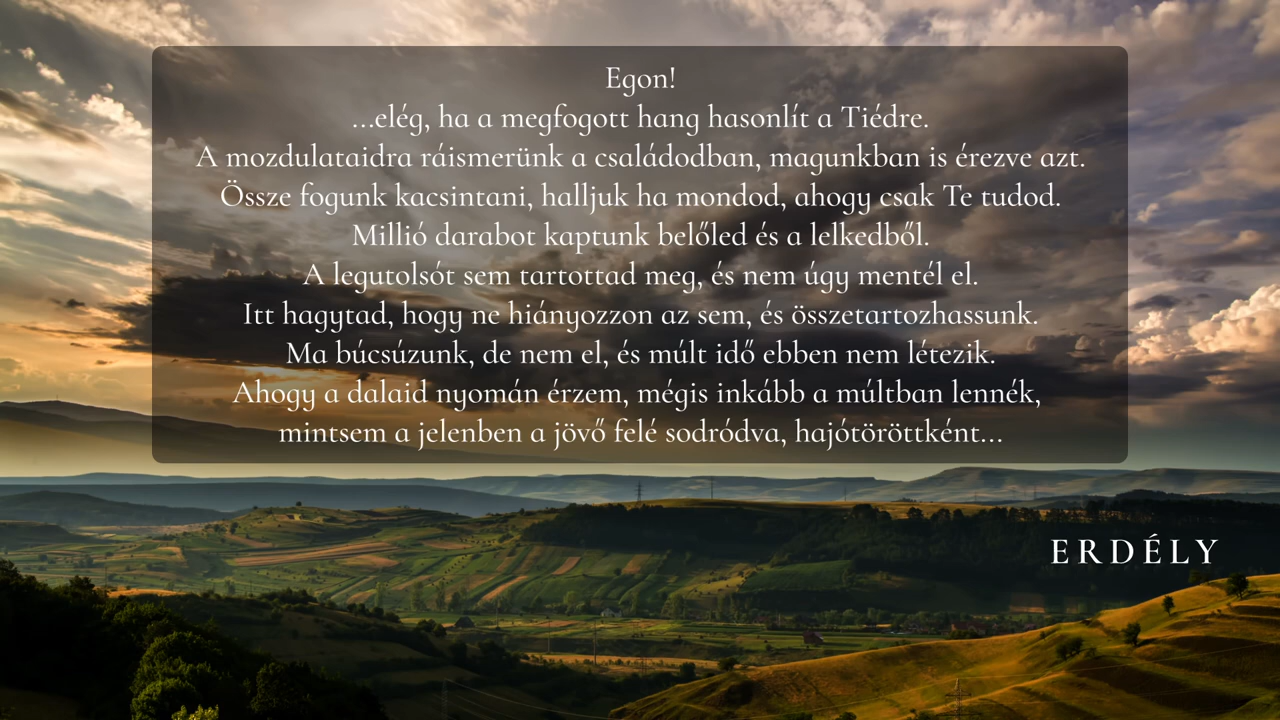 Egon!
...elég, ha a megfogott hang hasonlít a Tiédre.
A mozdulataidra ráismerünk a családodban, magunkban is érezve azt.
Össze fogunk kacsintani, halljuk ha mondod, ahogy csak Te tudod.
Millió darabot kaptunk belőled és a lelkedből.
A legutolsót sem tartottad meg, és nem úgy mentél el.
Itt hagytad, hogy ne hiányozzon az sem, és összetartozhassunk.
Ma búcsúzunk, de nem el, és múlt idő ebben nem létezik.
Ahogy a dalaid nyomán érzem, mégis inkább a múltban lennék,
mintsem a jelenben a jövő felé sodródva, hajótöröttként...
ERDÉLY